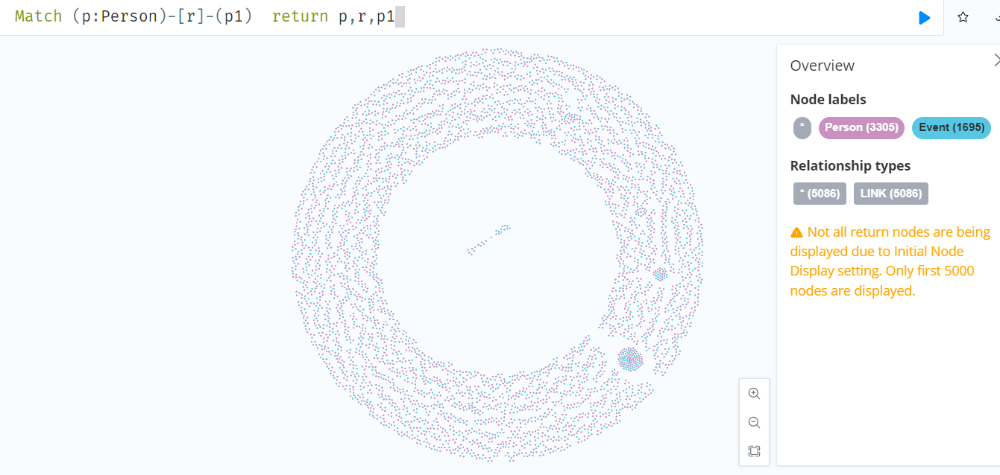 Match (p:Person)-[r]-(p1)  return p,r,p1
Overview
Node labels
* Person (3305) Event (1695)
Relationship types
* (5086) LINK (5086)
Not all return nodes are being
displayed due to Initial Node
Display setting. Only first 5000
nodes are displayed.